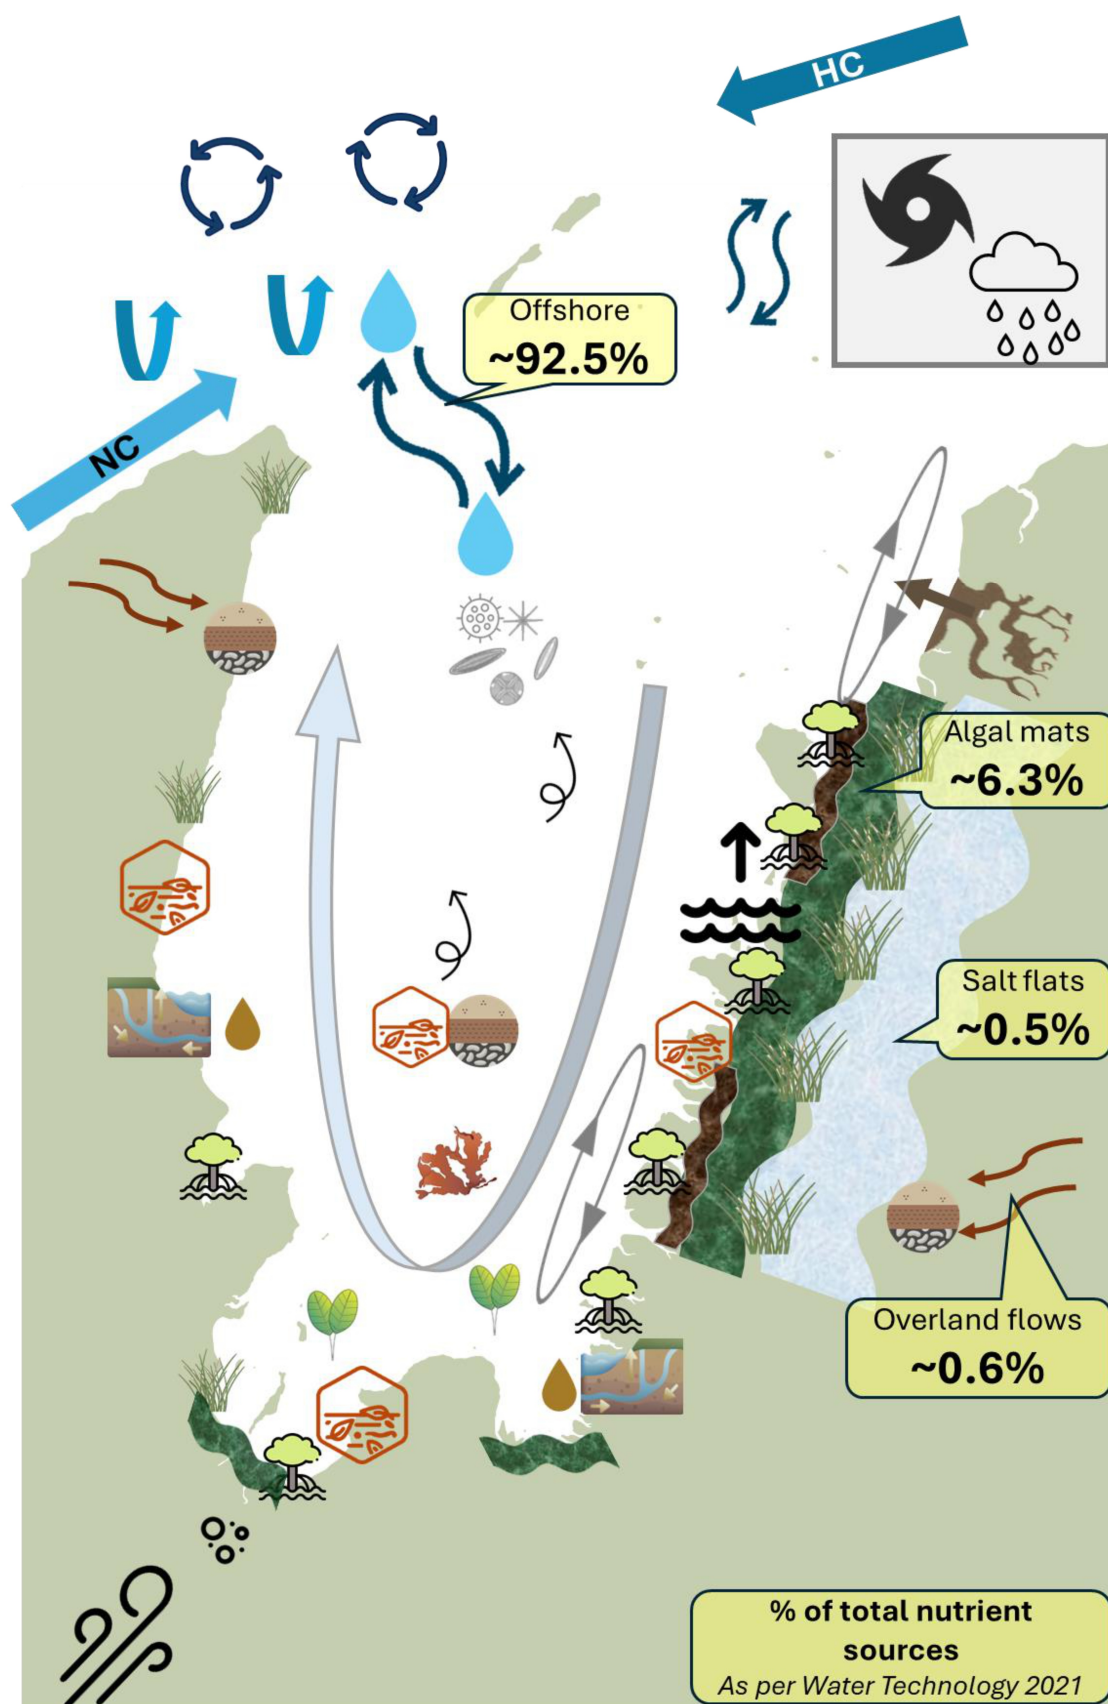 HC
Offshore
~92.5%
NC
Algal mats
~6.3%
Salt flats
~0.5%
Overland flows
~0.6%
% of total nutrient
sources
As per Water Technology 2021